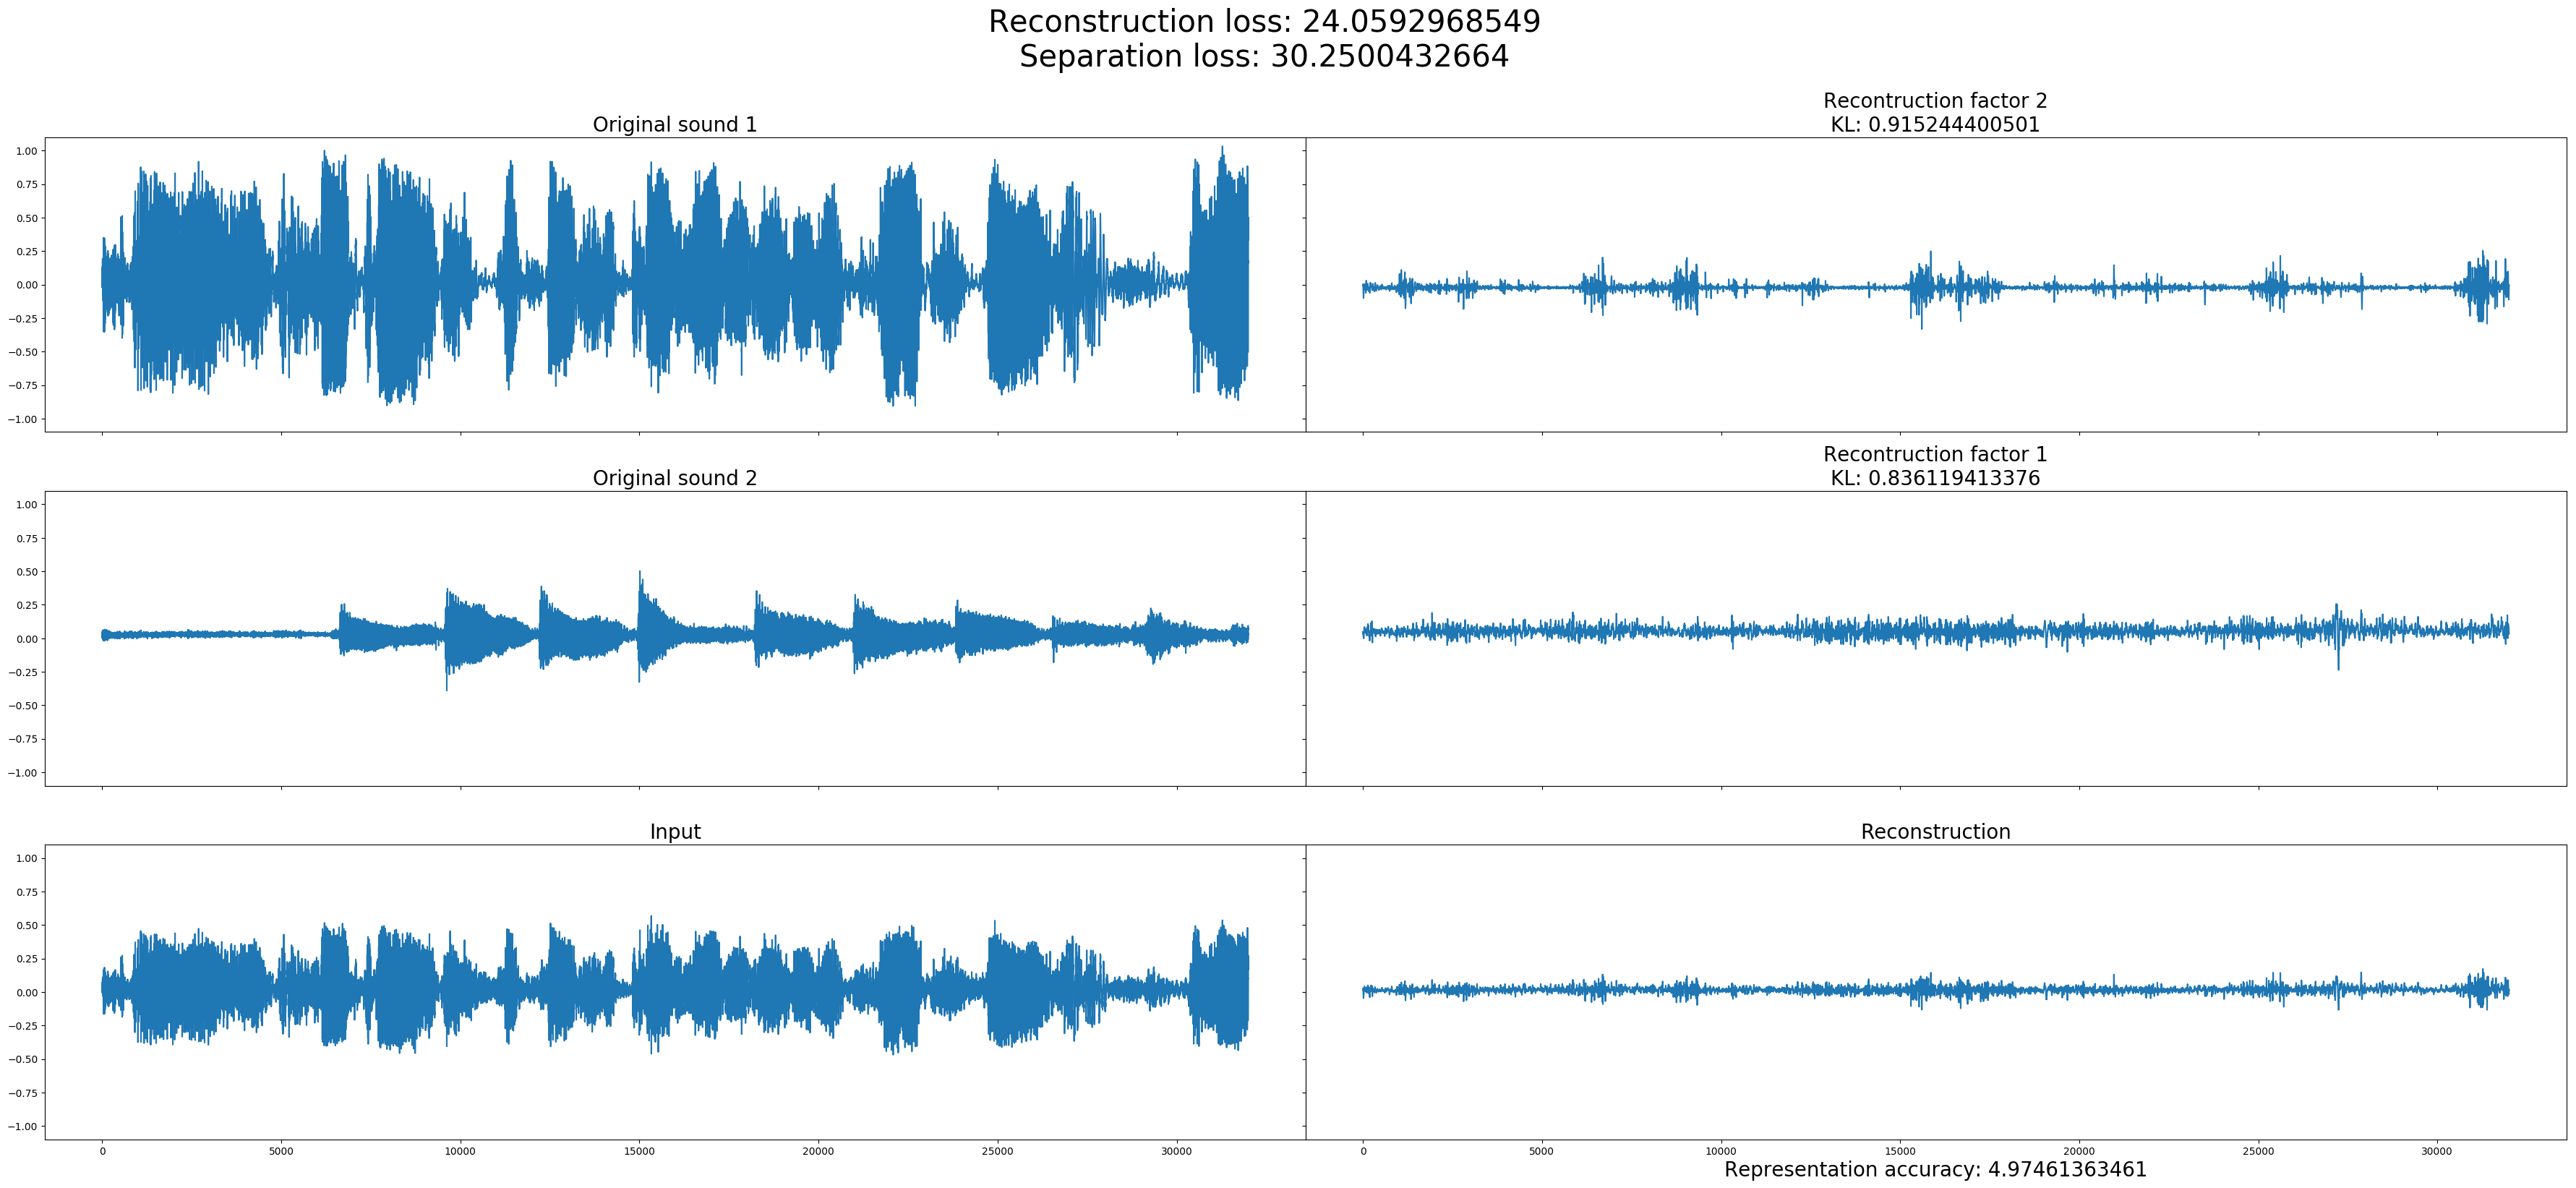 Reconstruction loss: 24.0592968549
Separation loss: 30.2500432664
Original sound 1
Recontruction factor 2
KL: 0.915244400501
1.00
0.75
0.50
0.25
0.00
−0.25
−0.50
−0.75
−1.00
Original sound 2
Recontruction factor 1
KL: 0.836119413376
1.00
0.75
0.50
0.25
0.00
−0.25
−0.50
−0.75
−1.00
Input
Reconstruction
1.00
0.75
0.50
0.25
0.00
−0.25
−0.50
−0.75
−1.00
0 5000 10000 15000 20000 25000 30000
0 5000 10000 15000 20000 25000 30000
Representation accuracy: 4.97461363461